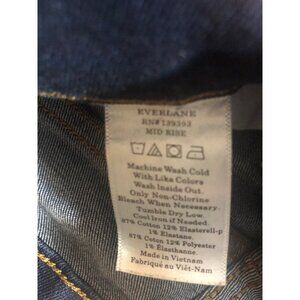 EVERLANE
RN# 139393
MID RISE
Machine Wash Cold
With Like Colors
Wash Inside Out.
Only Non-Chlorine
Bleach When Necessary.
Tumble Dry Low.
Cool Iron if Needed.
87% Cotton 12% Elasterell-p
1% Elastane.
87% Coton 12% Polyester
1% Élasthanne.
Made in Vietnam
Fabriqué au Viêt-Nam